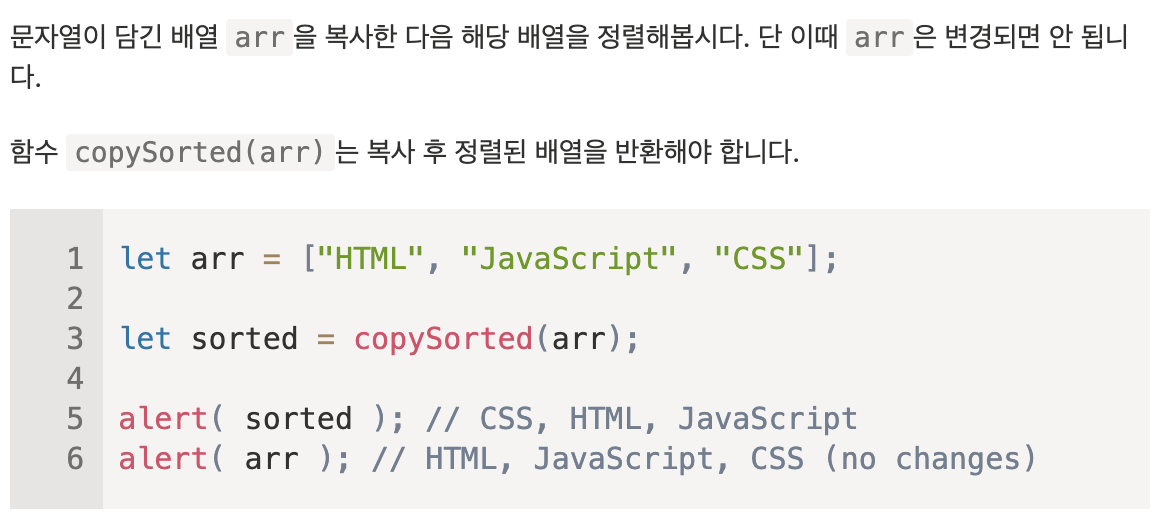 문자열이 담긴 배열 arr을 복사한 다음 해당 배열을 정렬해봅시다. 단 이때 arr은 변경되면 안 됩니
다.
함수 copySorted(arr)는 복사 후 정렬된 배열을 반환해야 합니다.
1 let arr = ["HTML", "JavaScript", "CSS"];
2
3 let sorted = copySorted(arr);
4
5 alert( sorted ); // CSS, HTML, JavaScript
6 alert( arr ); // HTML, JavaScript, CSS (no changes)